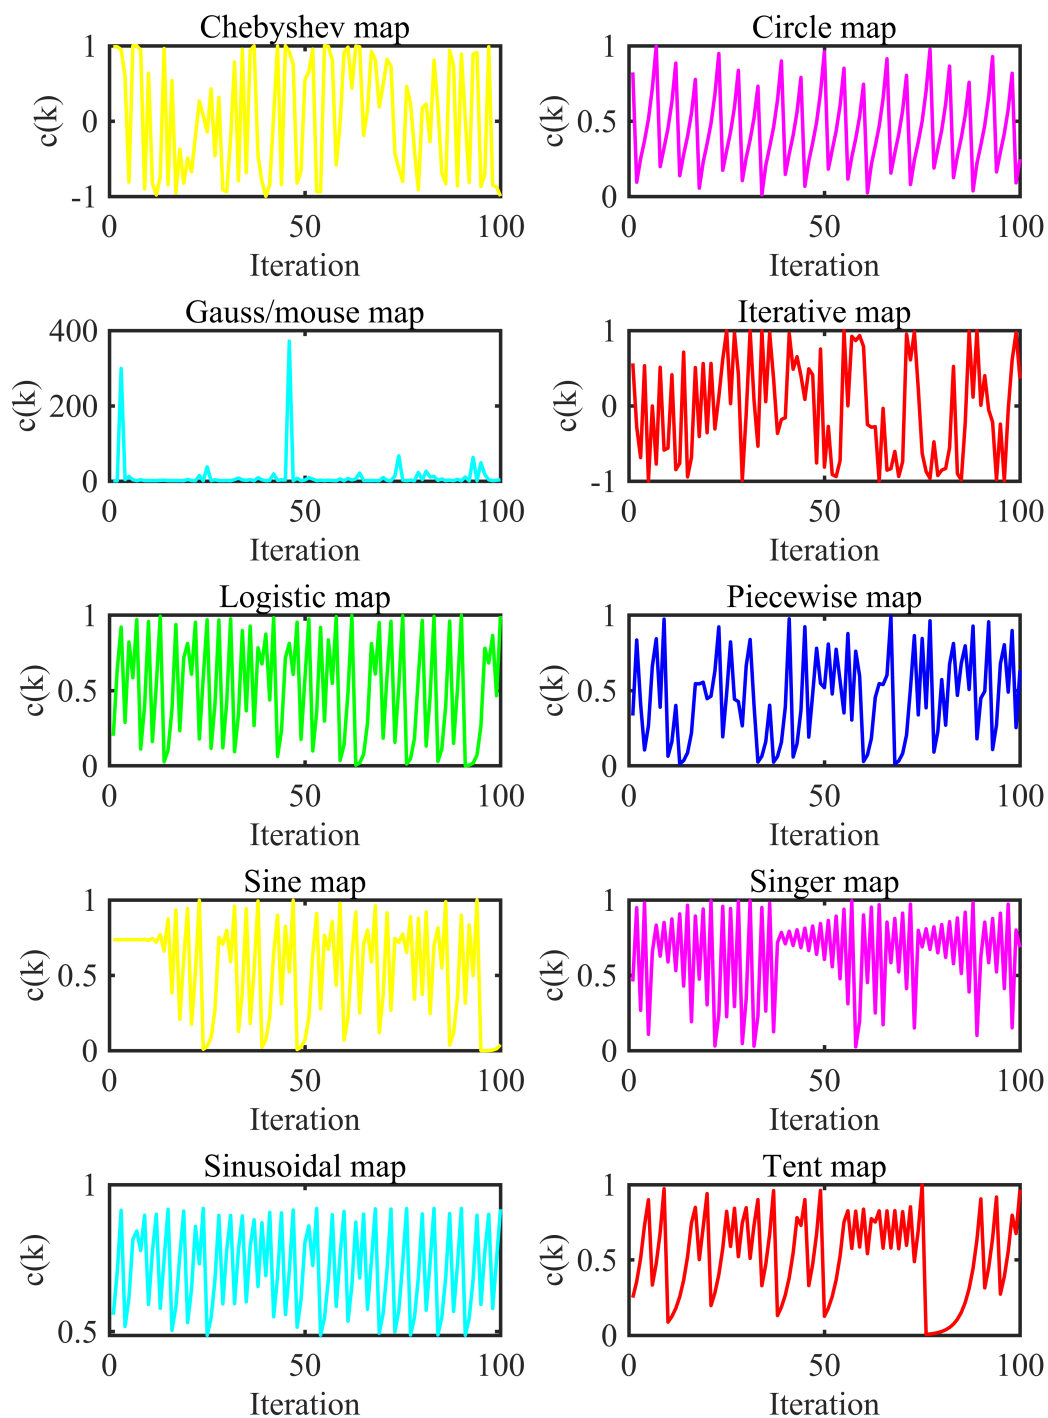 Chebyshev map
Circle map
1
0
-1
c(k)
0
50
100
Iteration
1
0.5
0
c(k)
0
50
100
Iteration
Gauss/mouse map
Iterative map
400
200
0
c(k)
0
50
100
Iteration
1
0
-1
c(k)
0
50
100
Iteration
Logistic map
Piecewise map
1
0.5
0
c(k)
0
50
100
Iteration
1
0.5
0
c(k)
0
50
100
Iteration
Sine map
Singer map
1
0.5
0
c(k)
0
50
100
Iteration
1
0.5
0
c(k)
0
50
100
Iteration
Sinusoidal map
Tent map
1
0.5
c(k)
0
50
100
Iteration
1
0.5
0
c(k)
0
50
100
Iteration